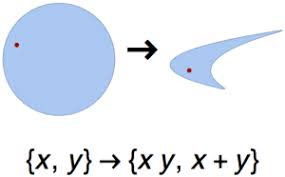 {x, y} → {x y, x + y}